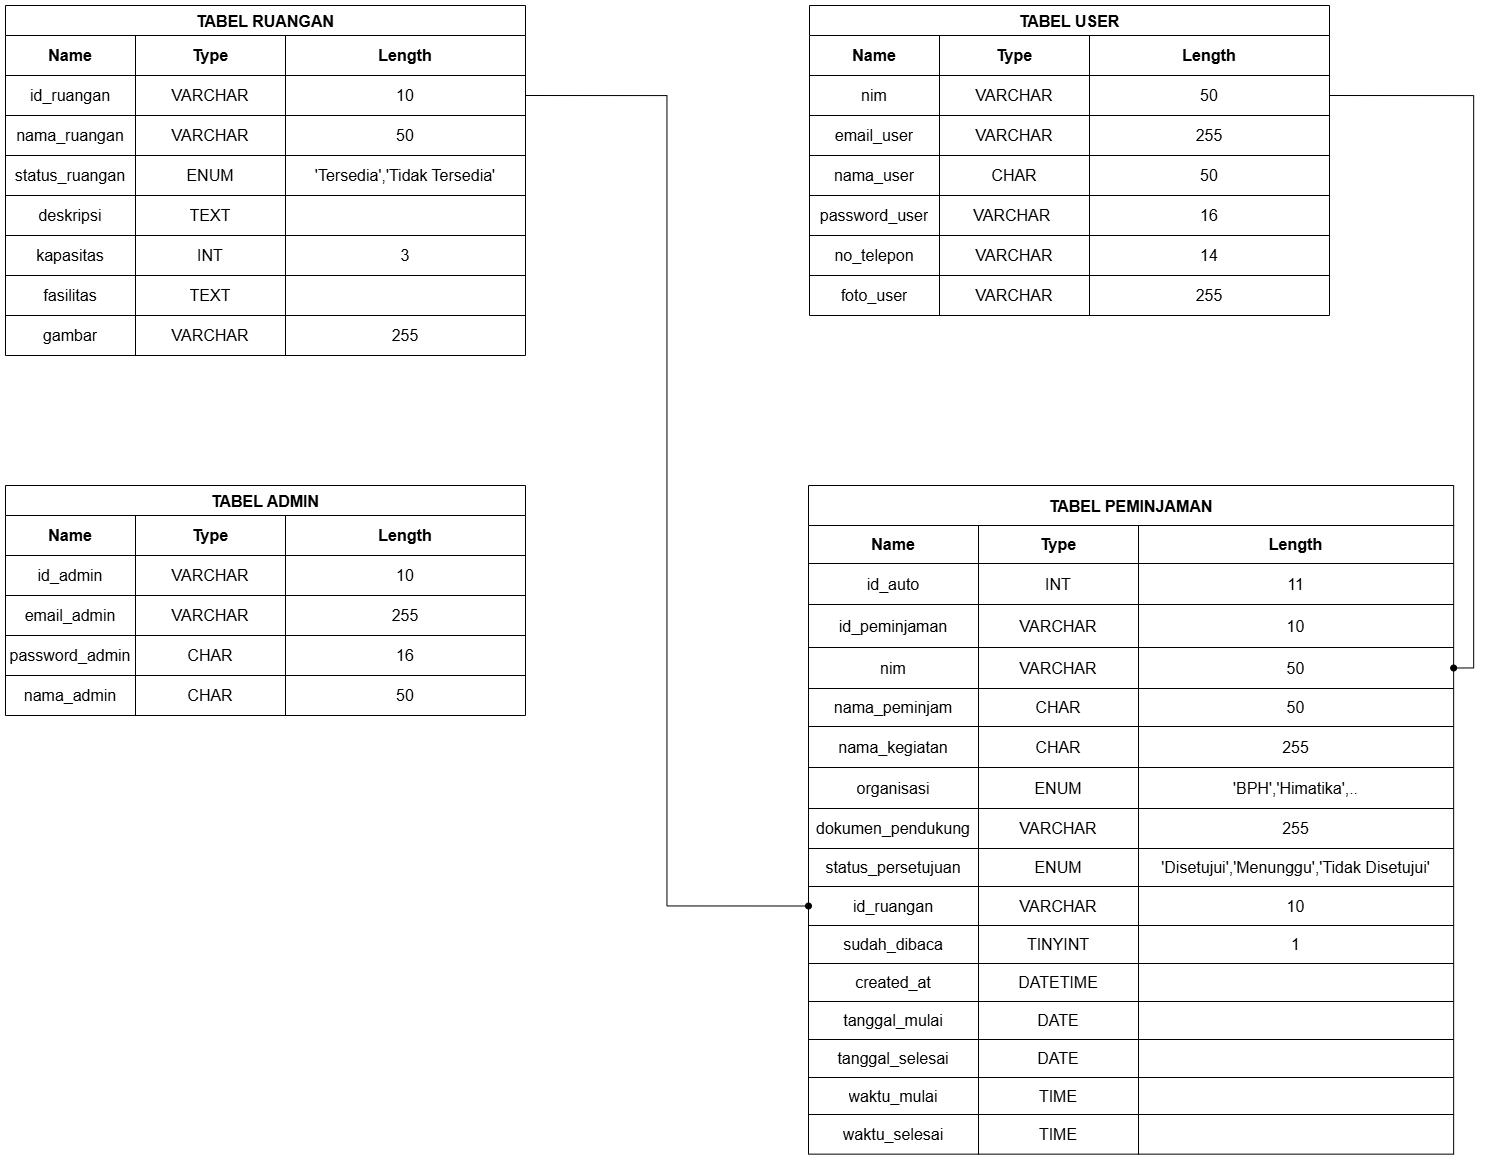 TABEL RUANGAN
Name Type Length
id_ruangan VARCHAR 10
nama_ruangan VARCHAR 50
status_ruangan ENUM 'Tersedia','Tidak Tersedia'
deskripsi TEXT
kapasitas INT 3
fasilitas TEXT
gambar VARCHAR 255
TABEL USER
Name Type Length
nim VARCHAR 50
email_user VARCHAR 255
nama_user CHAR 50
password_user VARCHAR 16
no_telepon VARCHAR 14
foto_user VARCHAR 255
TABEL ADMIN
Name Type Length
id_admin VARCHAR 10
email_admin VARCHAR 255
password_admin CHAR 16
nama_admin CHAR 50
TABEL PEMINJAMAN
Name Type Length
id_auto INT 11
id_peminjaman VARCHAR 10
nim VARCHAR 50
nama_peminjam CHAR 50
nama_kegiatan CHAR 255
organisasi ENUM 'BPH','Himatika',..
dokumen_pendukung VARCHAR 255
status_persetujuan ENUM 'Disetujui','Menunggu','Tidak Disetujui'
id_ruangan VARCHAR 10
sudah_dibaca TINYINT 1
created_at DATETIME
tanggal_mulai DATE
tanggal_selesai DATE
waktu_mulai TIME
waktu_selesai TIME